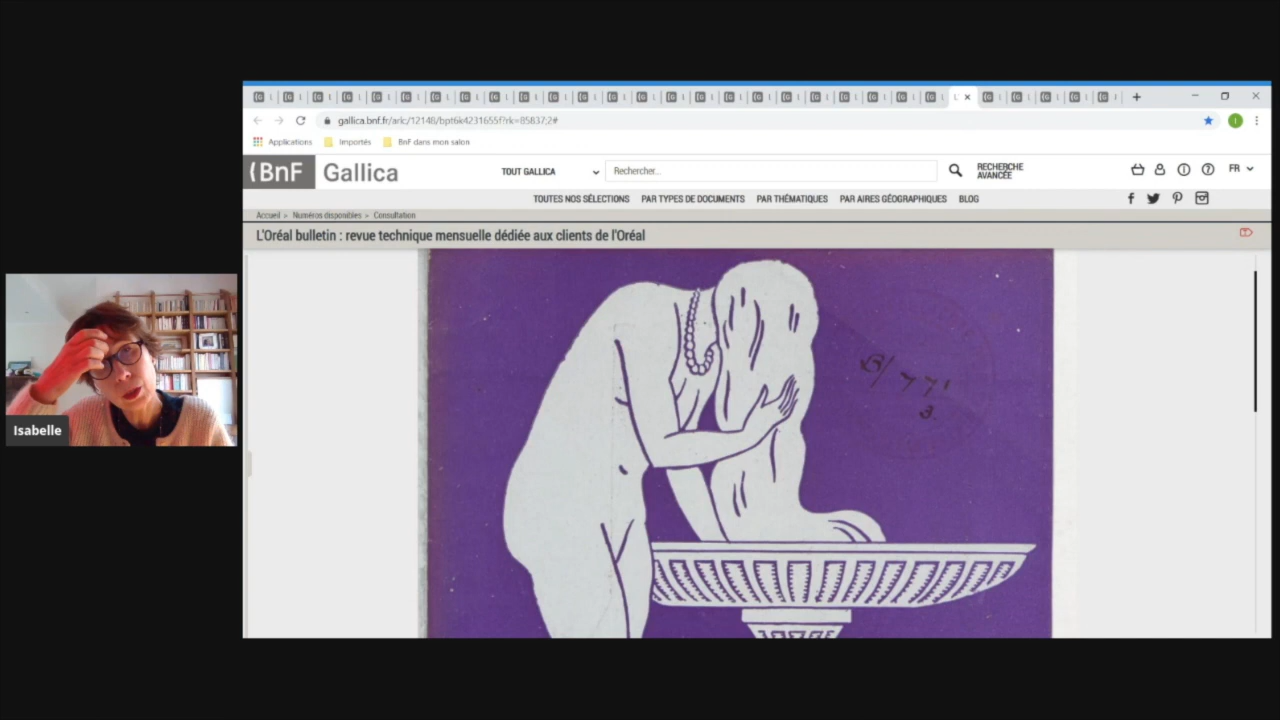 gallica.bnf.fr/ark:/12148/bpt6k4231655f?rk=85837;2#
Applications
Importés
BnF dans mon salon
BnF Gallica
TOUT GALLICA
Rechercher...
RECHERCHE
AVANCÉE
FR
TOUTES NOS SÉLECTIONS
PAR TYPES DE DOCUMENTS
PAR THÉMATIQUES
PAR AIRES GÉOGRAPHIQUES
BLOG
Accueil > Numéros disponibles > Consultation
L'Oréal bulletin : revue technique mensuelle dédiée aux clients de l'Oréal
Isabelle